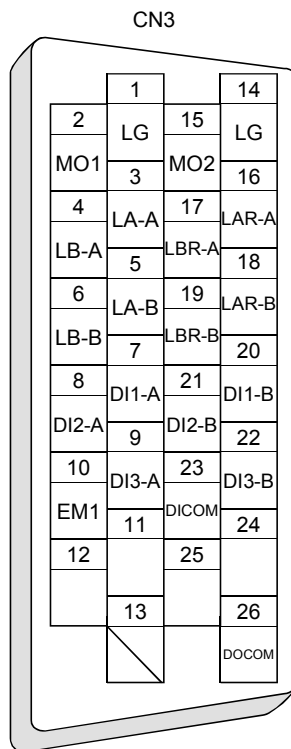 CN3
1 14
2 15
LG LG
MO1 MO2
3 16
4 17
LA-A LAR-A
LB-A LBR-A
5 18
6 19
LA-B LAR-B
LB-B LBR-B
7 20
8 21
DI1-A DI1-B
DI2-A DI2-B
9 22
10 23
DI3-A DI3-B
EM1 DICOM
11 24
12 25
13 26
DOCOM